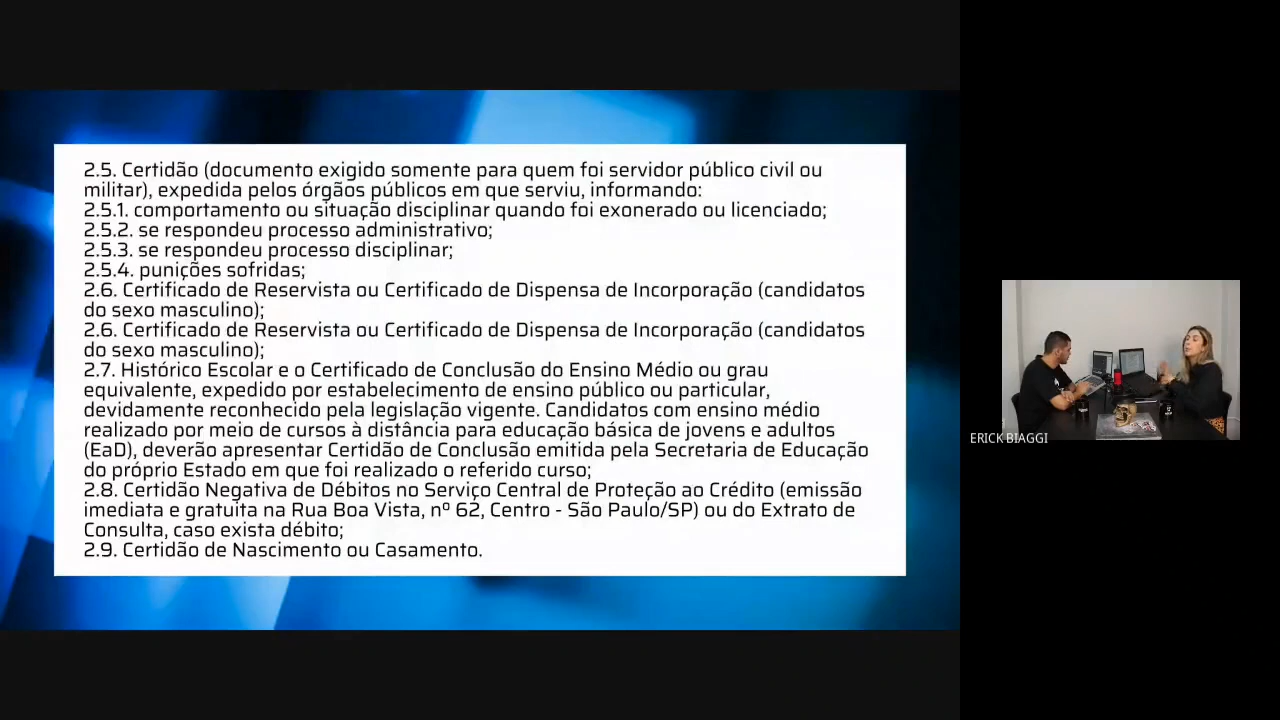 2.5. Certidão (documento exigido somente para quem foi servidor público civil ou
militar), expedida pelos órgãos públicos em que serviu, informando:
2.5.1. comportamento ou situação disciplinar quando foi exonerado ou licenciado;
2.5.2. se respondeu processo administrativo;
2.5.3. se respondeu processo disciplinar;
2.5.4. punições sofridas;
2.6. Certificado de Reservista ou Certificado de Dispensa de Incorporação (candidatos
do sexo masculino);
2.6. Certificado de Reservista ou Certificado de Dispensa de Incorporação (candidatos
do sexo masculino);
2.7. Histórico Escolar e o Certificado de Conclusão do Ensino Médio ou grau
equivalente, expedido por estabelecimento de ensino público ou particular,
devidamente reconhecido pela legislação vigente. Candidatos com ensino médio
realizado por meio de cursos à distância para educação básica de jovens e adultos
(EaD), deverão apresentar Certidão de Conclusão emitida pela Secretaria de Educação
do próprio Estado em que foi realizado o referido curso;
2.8. Certidão Negativa de Débitos no Serviço Central de Proteção ao Crédito (emissão
imediata e gratuita na Rua Boa Vista, nº 62, Centro - São Paulo/SP) ou do Extrato de
Consulta, caso exista débito;
2.9. Certidão de Nascimento ou Casamento.
ERICK BIAGGI